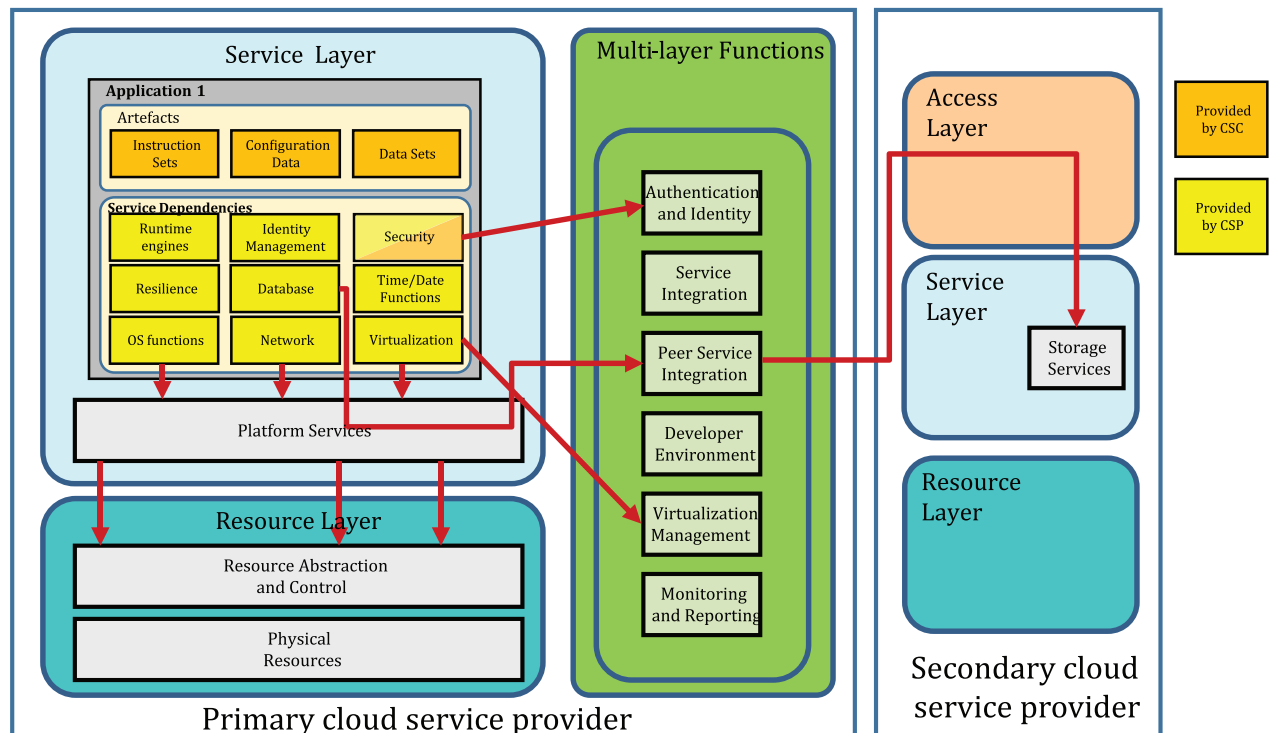 Service Layer
Application 1
Artefacts
Instruction
Sets
Configuration
Data
Data Sets
Service Dependencies
Runtime
engines
Identity
Management
Security
Resilience
Database
Time/Date
Functions
OS functions
Network
Virtualization
Platform Services
Resource Layer
Resource Abstraction
and Control
Physical
Resources
Primary cloud service provider
Multi-layer Functions
Authentication
and Identity
Service
Integration
Peer Service
Integration
Developer
Environment
Virtualization
Management
Monitoring
and Reporting
Access
Layer
Service
Layer
Storage
Services
Resource
Layer
Secondary cloud
service provider
Provided
by CSC
Provided
by CSP